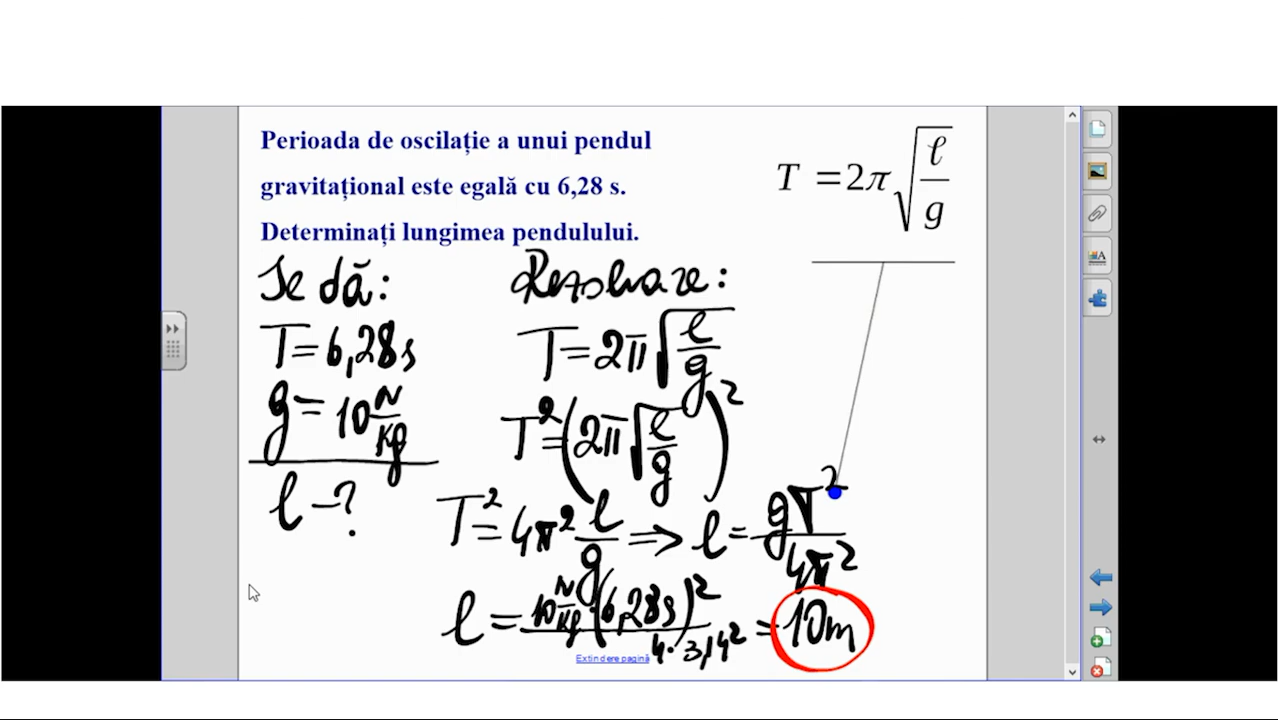 Perioada de oscilație a unui pendul
gravitațional este egală cu 6,28 s.
Determinați lungimea pendulului.
T = 2π√(ℓ/g)
Se dă:
T = 6,28 s
g = 10 N/kg
l - ?
Rezolvare:
T = 2π√(l/g)
T² = (2π√(l/g))²
T² = 4π² l/g ⇒ l = gT²/4π²
l = 10 N/kg (6,28 s)² / 4·3,14² = 10m
Extindere pagină